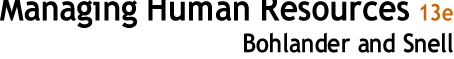 Managing Human Resources 13e
Bohlander and Snell